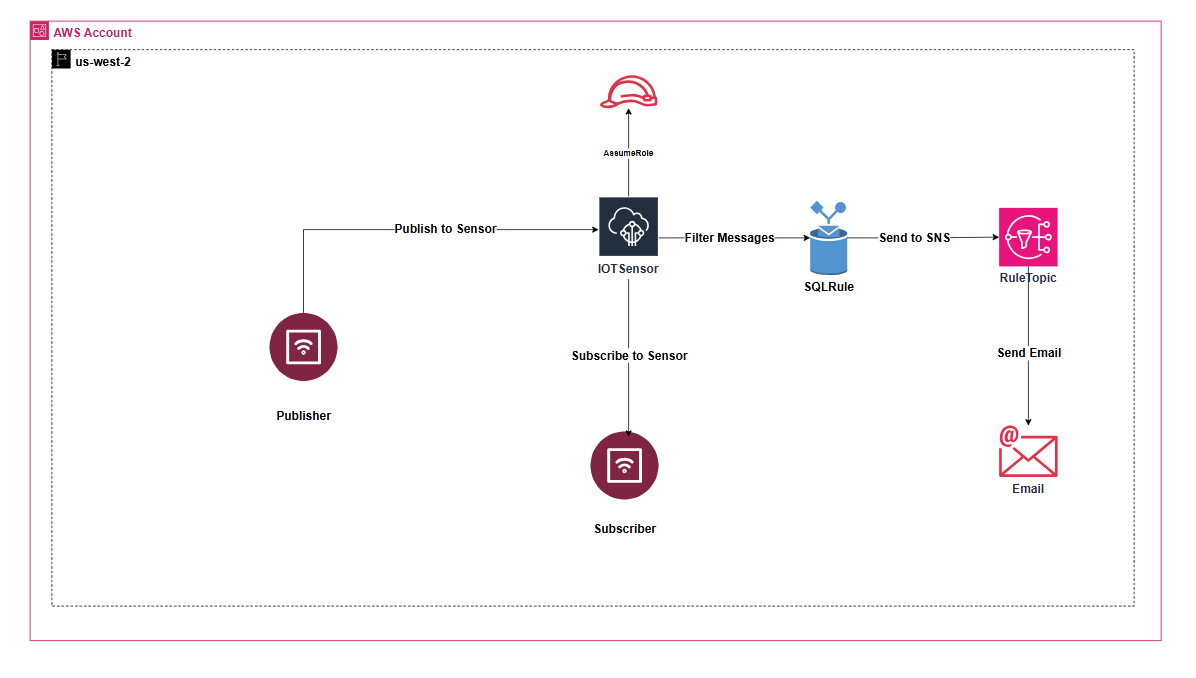 AWS Account
us-west-2
AssumeRole
Publish to Sensor
Filter Messages
Send to SNS
IOTSensor
RuleTopic
SQLRule
Subscribe to Sensor
Send Email
Publisher
@
Email
Subscriber